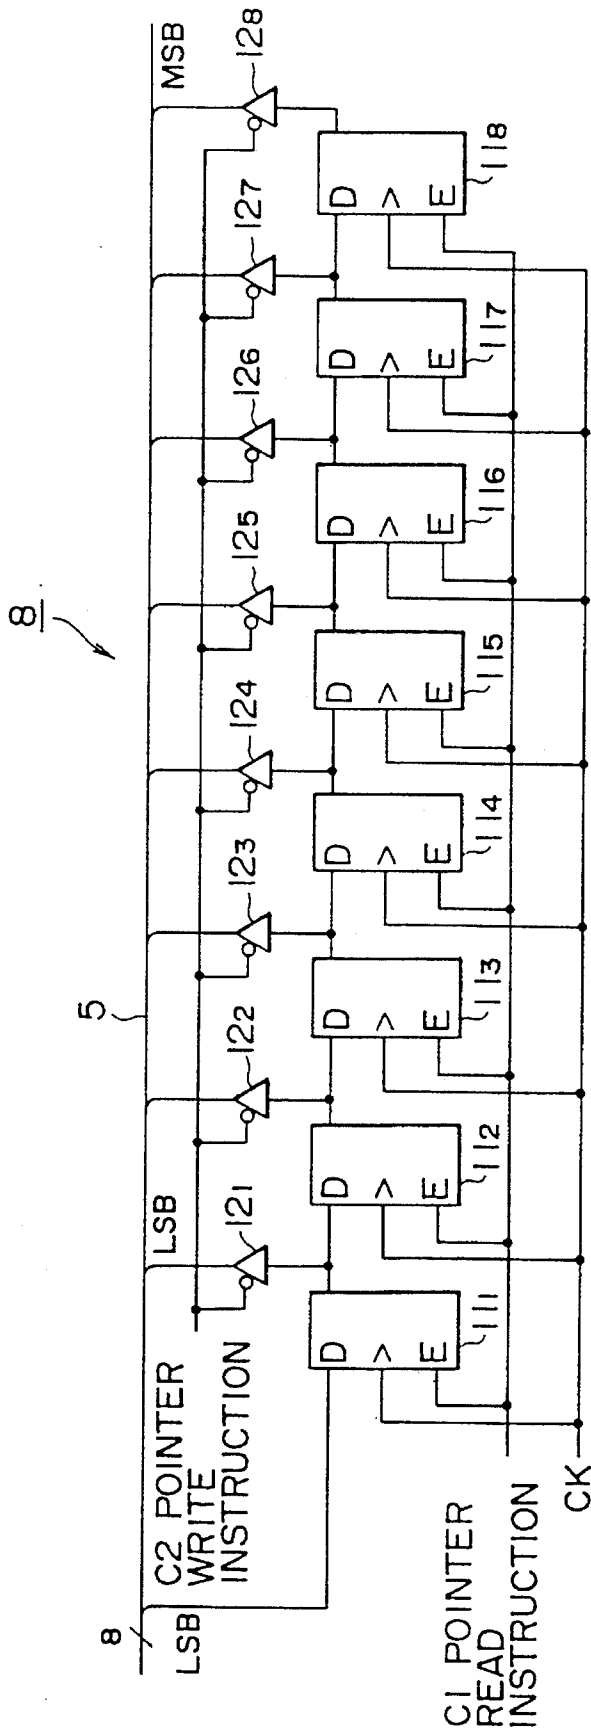 8
5
8
LSB
LSB
MSB
C2 POINTER
WRITE
INSTRUCTION
121
122
123
124
125
126
127
128
D
>
E
111
D
>
E
112
D
>
E
113
D
>
E
114
D
>
E
115
D
>
E
116
D
>
E
117
D
>
E
118
C1 POINTER
READ
INSTRUCTION
CK